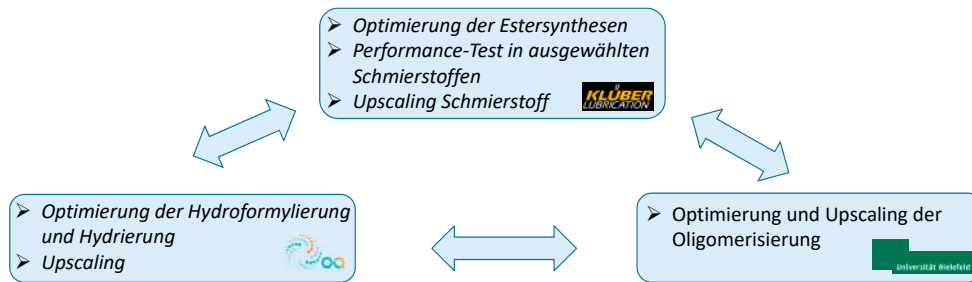 ➢ Optimierung der Estersynthesen
➢ Performance-Test in ausgewählten
Schmierstoffen
➢ Upscaling Schmierstoff
KLÜBER
LUBRICATION
➢ Optimierung der Hydroformylierung
und Hydrierung
➢ Upscaling
oq
➢ Optimierung und Upscaling der
Oligomerisierung
Universität Bielefeld